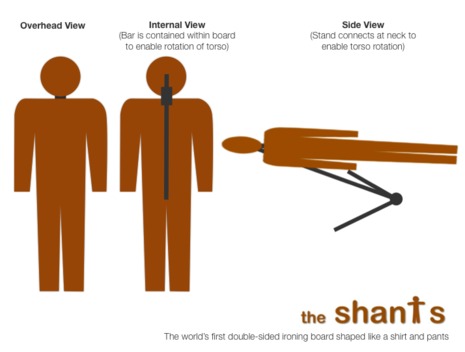 Overhead View
Internal View
(Bar is contained within board
to enable rotation of torso)
Side View
(Stand connects at neck to
enable torso rotation)
the shants
The world's first double-sided ironing board shaped like a shirt and pants